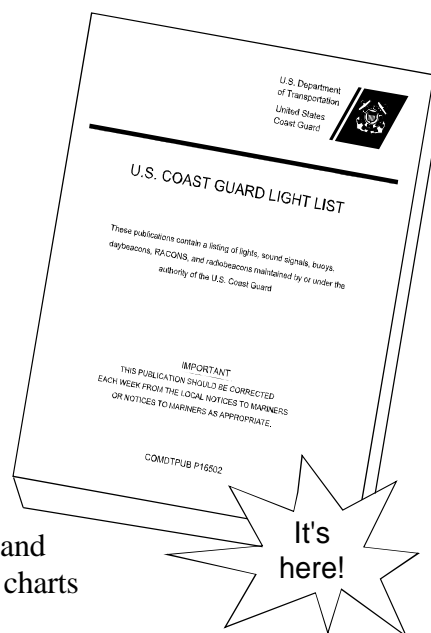 U.S. Department
of Transportation
United States
Coast Guard
U.S. COAST GUARD LIGHT LIST
These publications contain a listing of lights, sound signals, buoys,
daybeacons, RACONS, and radiobeacons maintained by or under the
authority of the U.S. Coast Guard
IMPORTANT
THIS PUBLICATION SHOULD BE CORRECTED
EACH WEEK FROM THE LOCAL NOTICES TO MARINERS
OR NOTICES TO MARINERS AS APPROPRIATE.
COMDTPUB P16502
It's
here!
and
charts